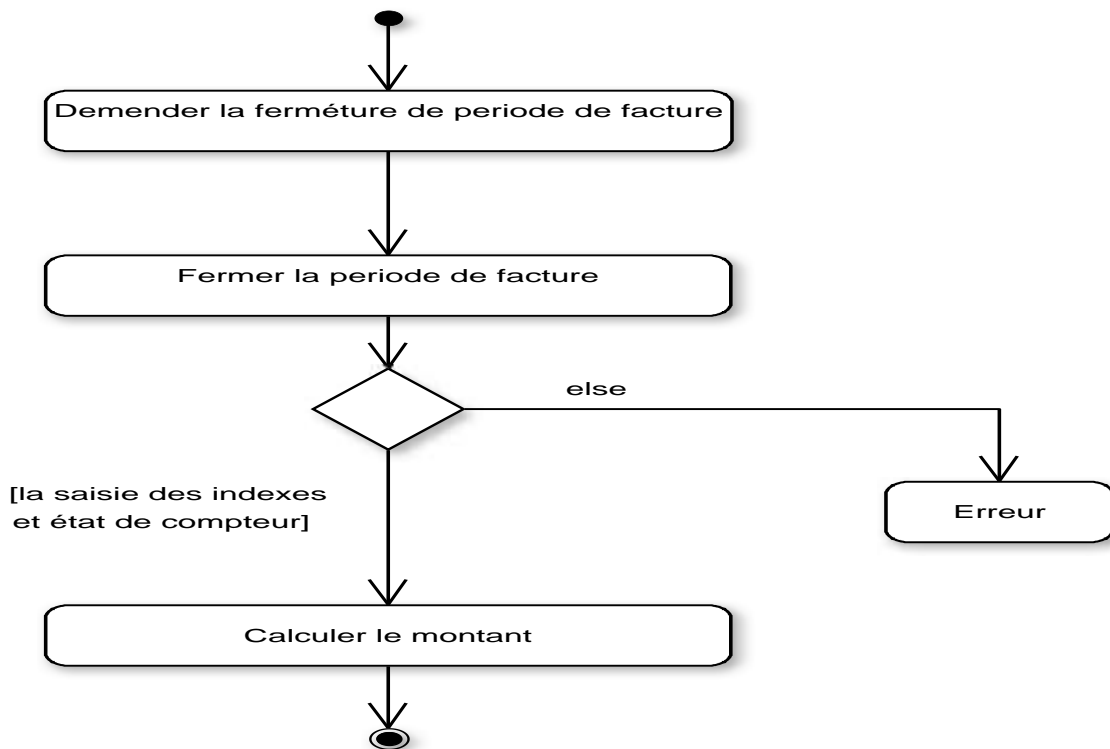 Demender la ferméture de periode de facture
Fermer la periode de facture
else
[la saisie des indexes
et état de compteur]
Erreur
Calculer le montant